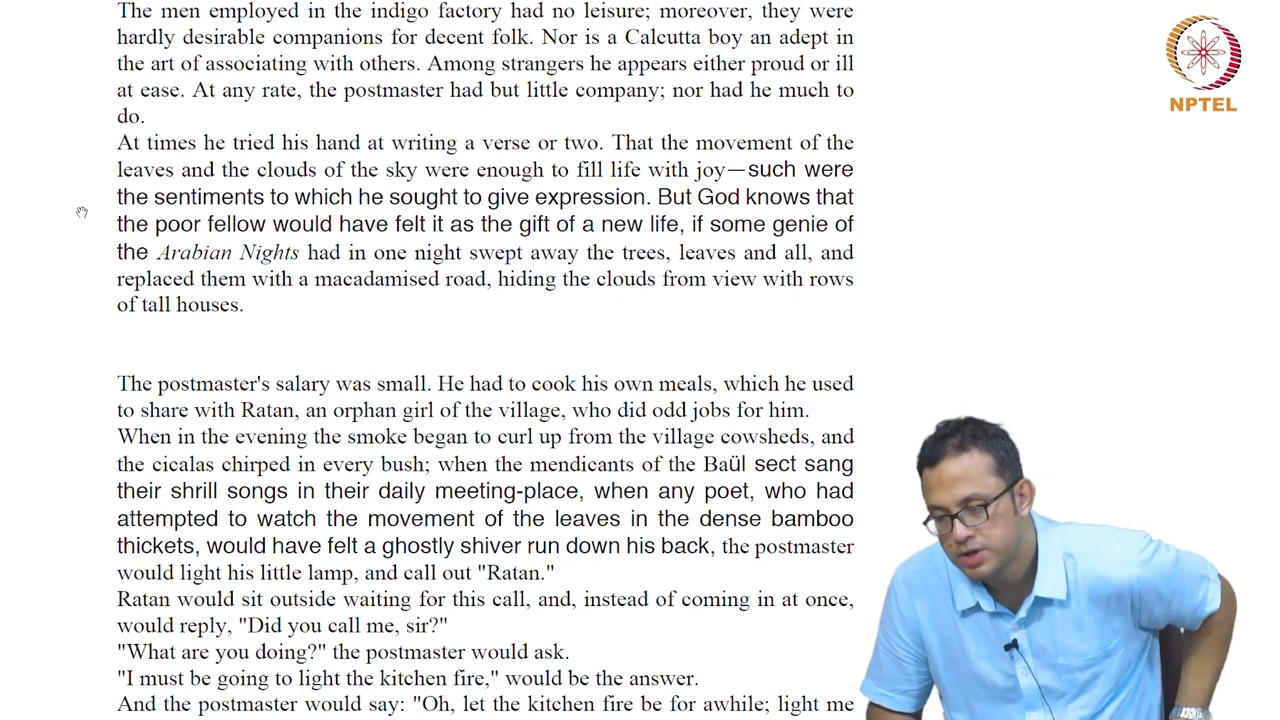 The men employed in the indigo factory had no leisure; moreover, they were
hardly desirable companions for decent folk. Nor is a Calcutta boy an adept in
the art of associating with others. Among strangers he appears either proud or ill
at ease. At any rate, the postmaster had but little company; nor had he much to
do.
At times he tried his hand at writing a verse or two. That the movement of the
leaves and the clouds of the sky were enough to fill life with joy—such were
the sentiments to which he sought to give expression. But God knows that
the poor fellow would have felt it as the gift of a new life, if some genie of
the Arabian Nights had in one night swept away the trees, leaves and all, and
replaced them with a macadamised road, hiding the clouds from view with rows
of tall houses.
The postmaster's salary was small. He had to cook his own meals, which he used
to share with Ratan, an orphan girl of the village, who did odd jobs for him.
When in the evening the smoke began to curl up from the village cowsheds, and
the cicalas chirped in every bush; when the mendicants of the Baül sect sang
their shrill songs in their daily meeting-place, when any poet, who had
attempted to watch the movement of the leaves in the dense bamboo
thickets, would have felt a ghostly shiver run down his back, the postmaster
would light his little lamp, and call out "Ratan."
Ratan would sit outside waiting for this call, and, instead of coming in at once,
would reply, "Did you call me, sir?"
"What are you doing?" the postmaster would ask.
"I must be going to light the kitchen fire," would be the answer.
And the postmaster would say: "Oh, let the kitchen fire be for awhile; light me
NPTEL